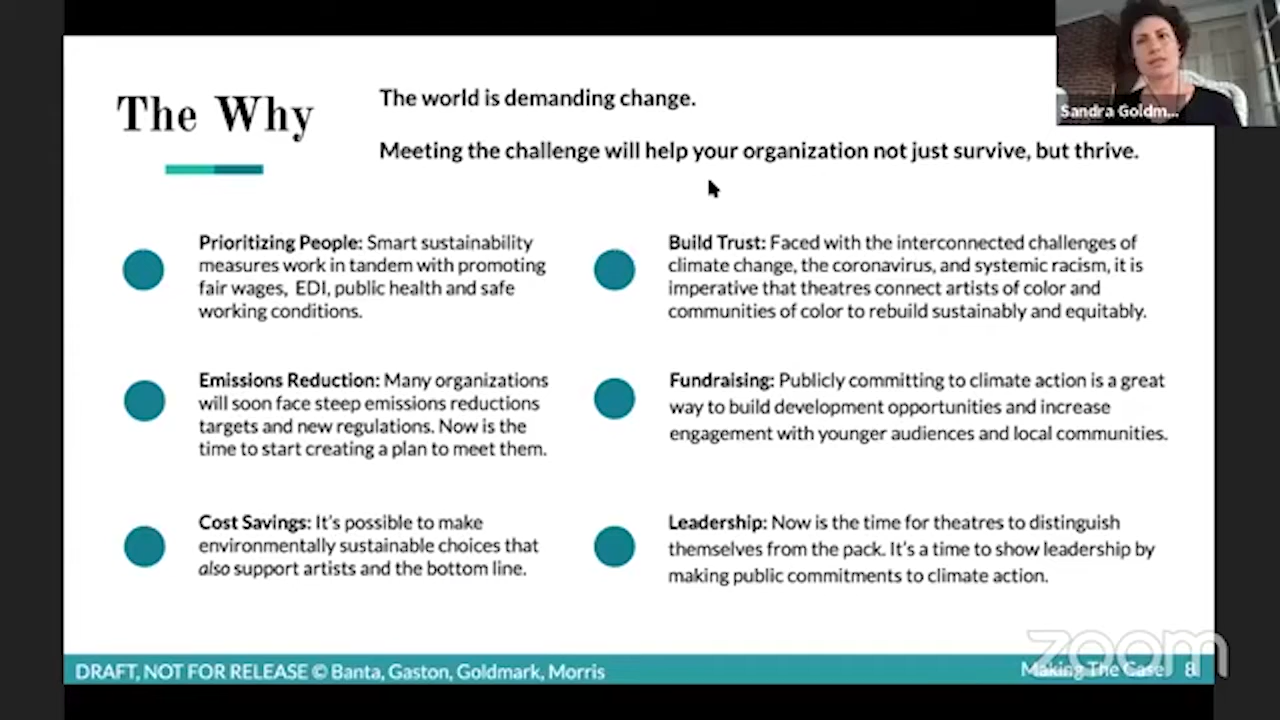 The Why
The world is demanding change.
Meeting the challenge will help your organization not just survive, but thrive.
Sandra Goldm...
Prioritizing People: Smart sustainability
measures work in tandem with promoting
fair wages, EDI, public health and safe
working conditions.
Emissions Reduction: Many organizations
will soon face steep emissions reductions
targets and new regulations. Now is the
time to start creating a plan to meet them.
Cost Savings: It's possible to make
environmentally sustainable choices that
also support artists and the bottom line.
Build Trust: Faced with the interconnected challenges of
climate change, the coronavirus, and systemic racism, it is
imperative that theatres connect artists of color and
communities of color to rebuild sustainably and equitably.
Fundraising: Publicly committing to climate action is a great
way to build development opportunities and increase
engagement with younger audiences and local communities.
Leadership: Now is the time for theatres to distinguish
themselves from the pack. It's a time to show leadership by
making public commitments to climate action.
DRAFT, NOT FOR RELEASE © Banta, Gaston, Goldmark, Morris
Making The Case 8
zoom